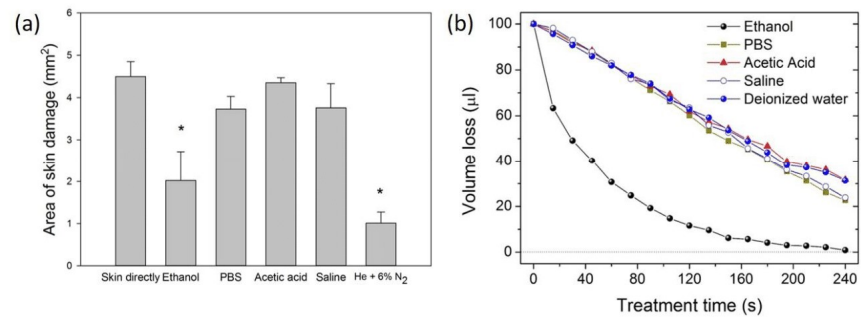 (a)
Area of skin damage (mm2)
6
5
4
3
2
1
0
*
*
Skin directly Ethanol PBS Acetic acid Saline He + 6% N2
(b)
Volume loss (µl)
100
80
60
40
20
0
Ethanol
PBS
Acetic Acid
Saline
Deionized water
0 40 80 120 160 200 240
Treatment time (s)